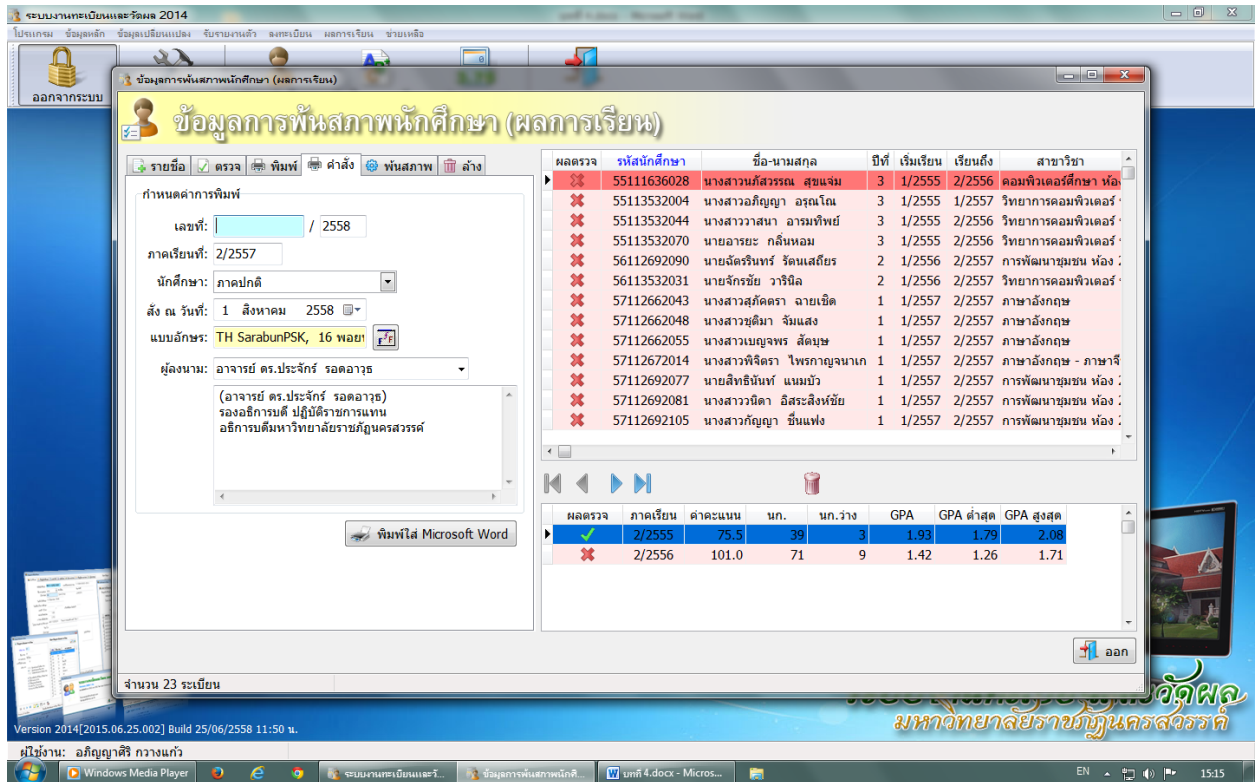 ระบบงานทะเบียนและวัดผล 2014
โปรแกรม ข้อมูลหลัก ข้อมูลเปลี่ยนแปลง รับรายงานตัว ลงทะเบียน ผลการเรียน ช่วยเหลือ
ออกจากระบบ
ข้อมูลการพ้นสภาพนักศึกษา (ผลการเรียน)
ข้อมูลการพ้นสภาพนักศึกษา (ผลการเรียน)
รายชื่อ ตรวจ พิมพ์ คำสั่ง พ้นสภาพ ล้าง
กำหนดค่าการพิมพ์
เลขที่: / 2558
ภาคเรียนที่: 2/2557
นักศึกษา: ภาคปกติ
สั่ง ณ วันที่: 1 สิงหาคม 2558
แบบอักษร: TH SarabunPSK, 16 พอยท
ผู้ลงนาม: อาจารย์ ดร.ประจักร์ รอดอาวุธ
(อาจารย์ ดร.ประจักร์ รอดอาวุธ)
รองอธิการบดี ปฏิบัติราชการแทน
อธิการบดีมหาวิทยาลัยราชภัฏนครสวรรค์
พิมพ์ใส่ Microsoft Word
ผลตรวจ รหัสนักศึกษา ชื่อ-นามสกุล ปีที่ เริ่มเรียน เรียนถึง สาขาวิชา
55111636028 นางสาวนภัสวรรณ สุขแจ่ม 3 1/2555 2/2556 คอมพิวเตอร์ศึกษา ห้อง
55113532004 นางสาวอภิญญา อรุณโณ 3 1/2555 1/2557 วิทยาการคอมพิวเตอร์
55113532044 นางสาววาสนา อารมทิพย์ 3 1/2555 2/2556 วิทยาการคอมพิวเตอร์
55113532070 นายอารยะ กลิ่นหอม 3 1/2555 2/2556 วิทยาการคอมพิวเตอร์
56112692090 นายฉัตรรินทร์ รัตนเสถียร 2 1/2556 2/2557 การพัฒนาชุมชน ห้อง 2
56113532031 นายจักรชัย วารินิล 2 1/2556 2/2557 วิทยาการคอมพิวเตอร์
57112662043 นางสาวสุภัคตรา ฉายเชิด 1 1/2557 2/2557 ภาษาอังกฤษ
57112662048 นางสาวชุติมา จัมแสง 1 1/2557 2/2557 ภาษาอังกฤษ
57112662055 นางสาวเบญจพร สัตบุษ 1 1/2557 2/2557 ภาษาอังกฤษ
57112672014 นางสาวพิจิตรา ไพรกาญจนาเก 1 1/2557 2/2557 ภาษาอังกฤษ - ภาษาจี
57112692077 นายสิทธินันท์ แนมบัว 1 1/2557 2/2557 การพัฒนาชุมชน ห้อง 2
57112692081 นางสาววนิดา อิสระสิงห์ชัย 1 1/2557 2/2557 การพัฒนาชุมชน ห้อง 2
57112692105 นางสาวกัญญา ชื่นแฟง 1 1/2557 2/2557 การพัฒนาชุมชน ห้อง 2
ผลตรวจ ภาคเรียน ค่าคะแนน นก. นก.ว่าง GPA GPA ต่ำสุด GPA สูงสุด
2/2555 75.5 39 3 1.93 1.79 2.08
2/2556 101.0 71 9 1.42 1.26 1.71
ออก
จำนวน 23 ระเบียน
มหาวิทยาลัยราชภัฏนครสวรรค์
Version 2014[2015.06.25.002] Build 25/06/2558 11:50 น.
ผู้ใช้งาน: อภิญญาศิริ กวางแก้ว
Windows Media Player ระบบงานทะเบียนและวั... ข้อมูลการพ้นสภาพนักศึ... บทที่ 4.docx - Micros... EN 15:15